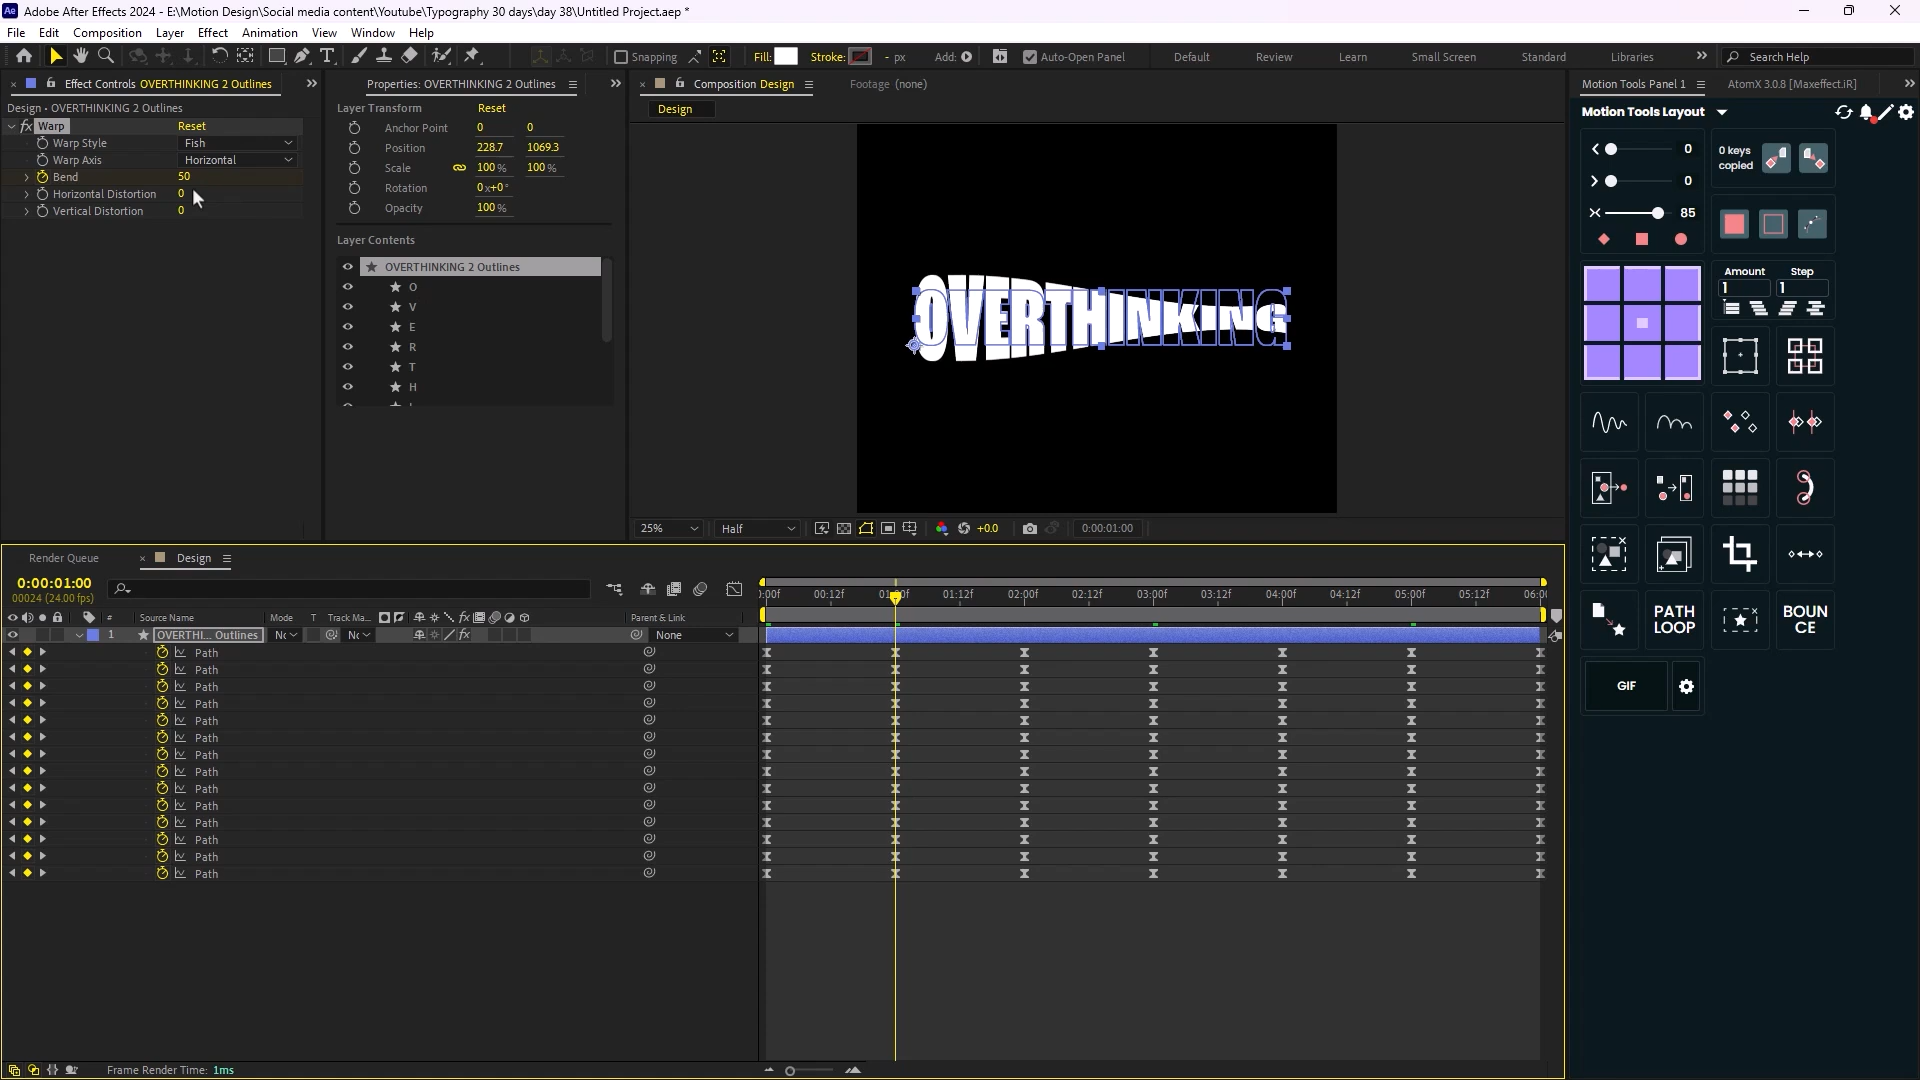 Adobe After Effects 2024 - E:\Motion Design\Social media content\Youtube\Typography 30 days\day 38\Untitled Project.aep *
File Edit Composition Layer Effect Animation View Window Help
Snapping Fill: Stroke: - px Add: Auto-Open Panel Default Review Learn Small Screen Standard Libraries Search Help
Effect Controls OVERTHINKING 2 Outlines
Properties: OVERTHINKING 2 Outlines
Composition Design
Footage (none)
Motion Tools Panel 1
AtomX 3.0.8 [Maxeffect.iR]
Design • OVERTHINKING 2 Outlines
fx Warp Reset
Warp Style Fish
Warp Axis Horizontal
Bend 50
Horizontal Distortion 0
Vertical Distortion 0
Layer Transform Reset
Anchor Point 0 0
Position 228.7 1069.3
Scale 100 % 100 %
Rotation 0x+0°
Opacity 100 %
Layer Contents
OVERTHINKING 2 Outlines
O
V
E
R
T
H
Design
OVERTHINKING
25% Half +0.0 0:00:01:00
Motion Tools Layout
0
0
85
0 keys
copied
Amount Step
1 1
PATH
LOOP
BOUN
CE
GIF
Render Queue
Design
0:00:01:00
00024 (24.00 fps)
:00f 00:12f 01:00f 01:12f 02:00f 02:12f 03:00f 03:12f 04:00f 04:12f 05:00f 05:12f 06:0
# Source Name Mode T Track Ma... fx Parent & Link
1 OVERTHI... Outlines Nc Nc fx None
Path
Path
Path
Path
Path
Path
Path
Path
Path
Path
Path
Path
Path
Path
Frame Render Time: 1ms